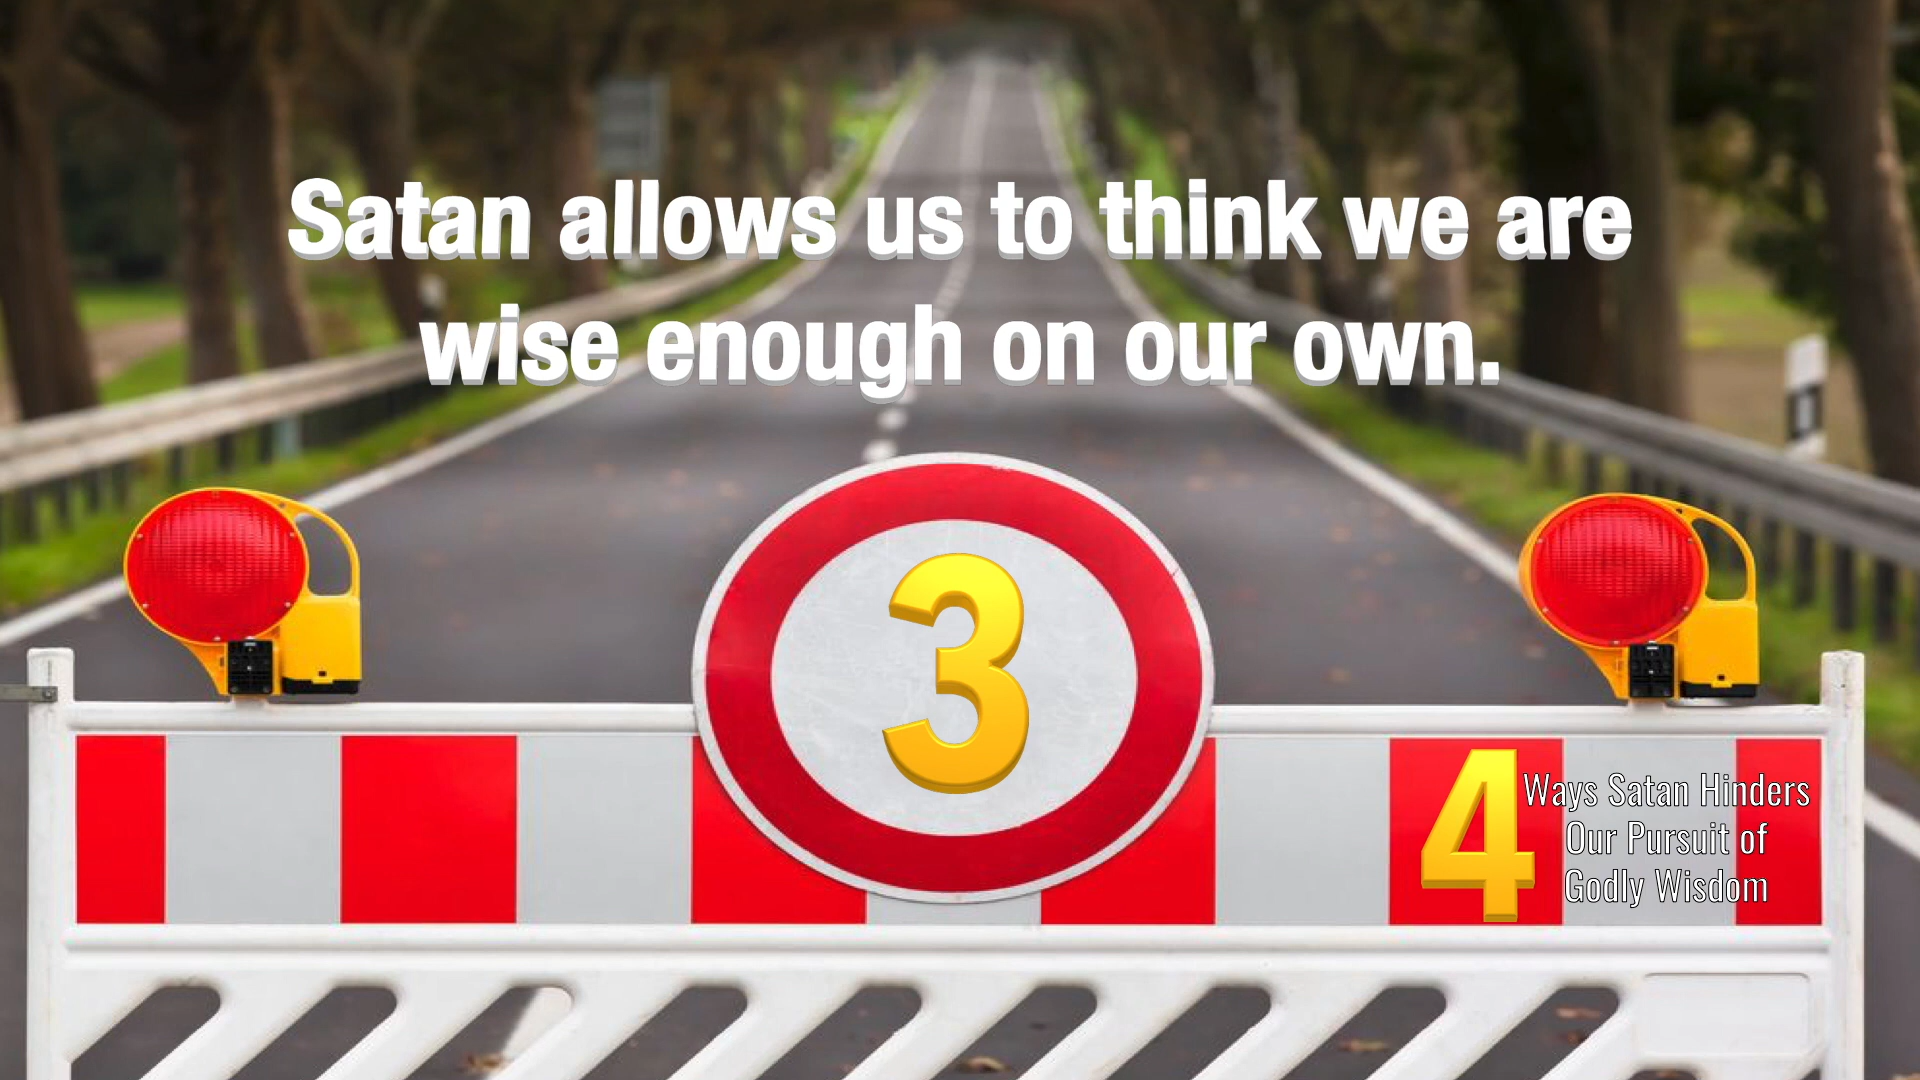 Satan allows us to think we are
wise enough on our own.
3
4 Ways Satan Hinders
Our Pursuit of
Godly Wisdom